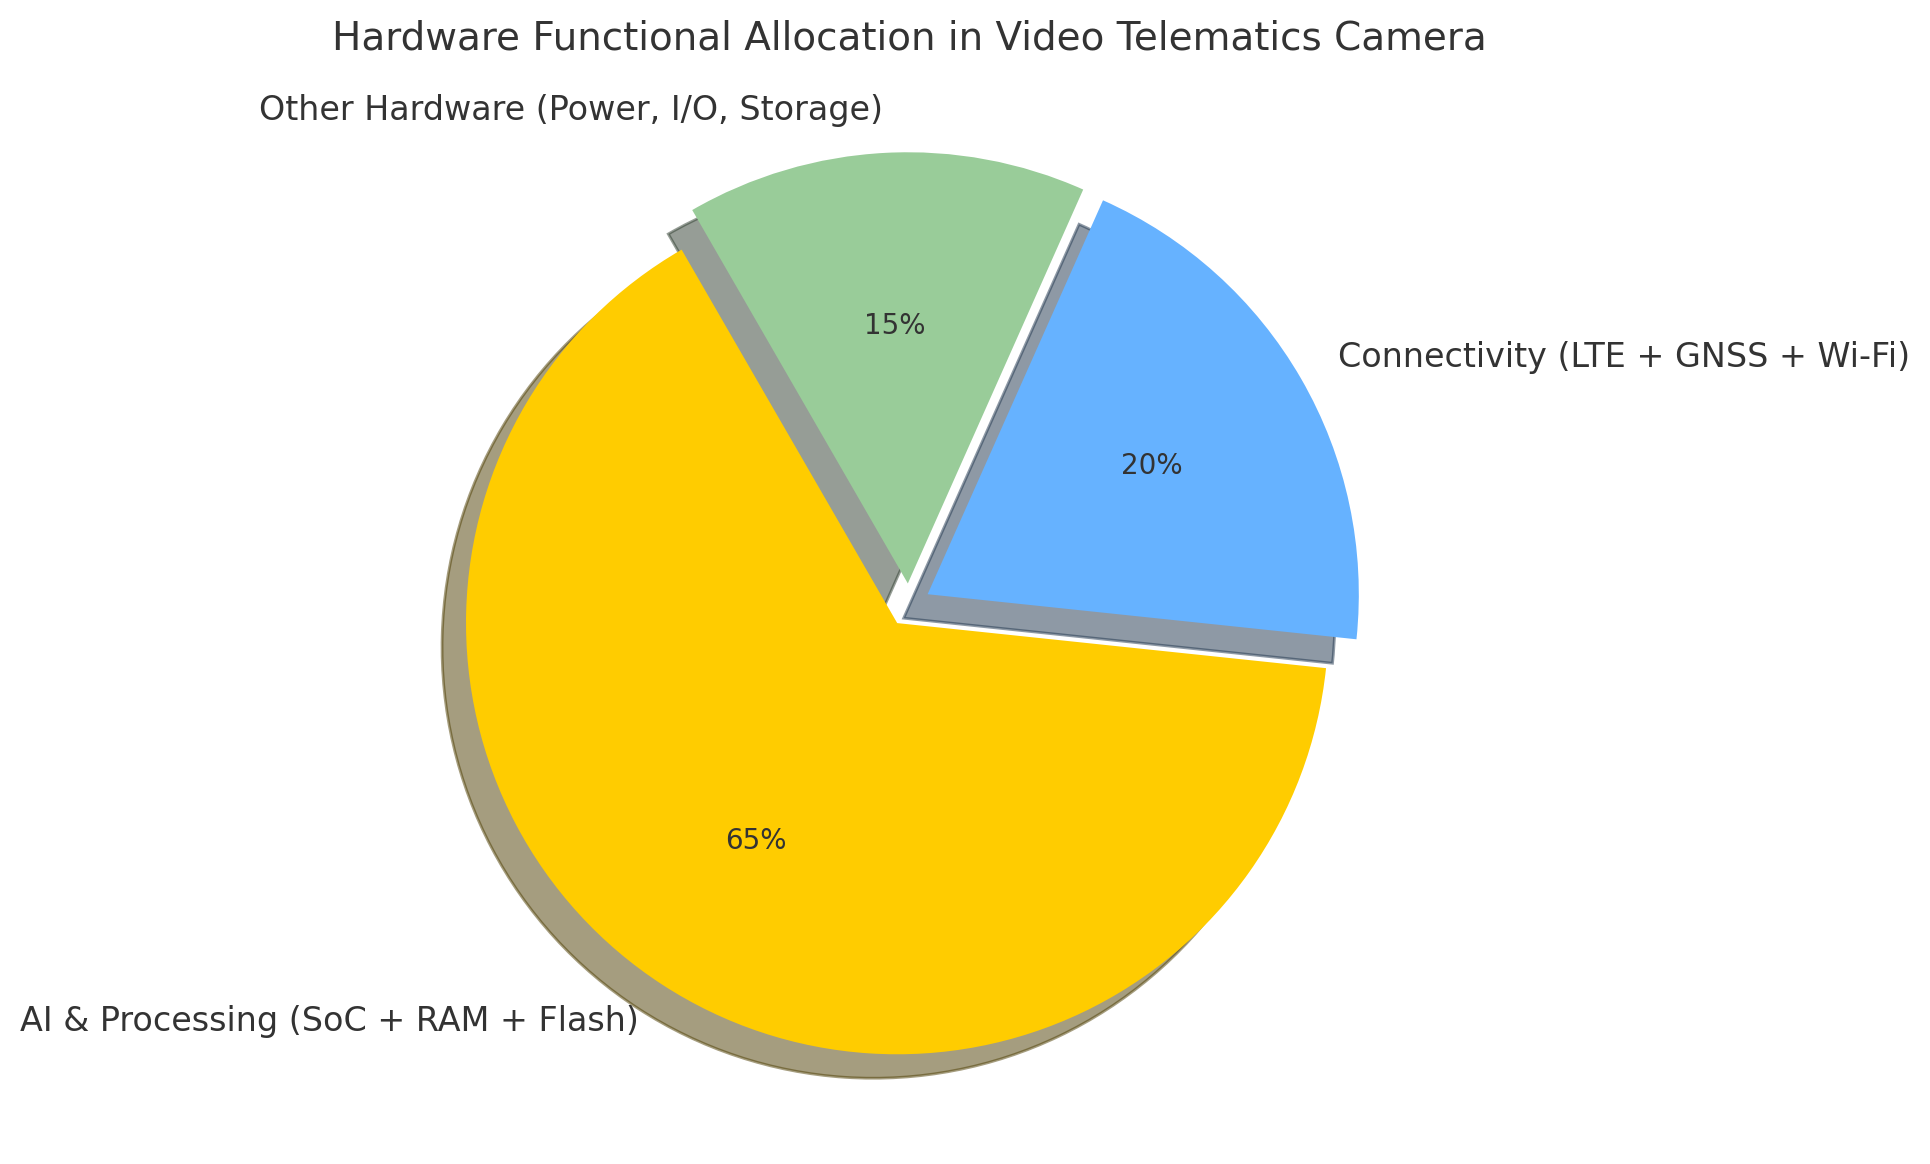 Hardware Functional Allocation in Video Telematics Camera
Other Hardware (Power, I/O, Storage)
15%
Connectivity (LTE + GNSS + Wi-Fi)
20%
65%
AI & Processing (SoC + RAM + Flash)